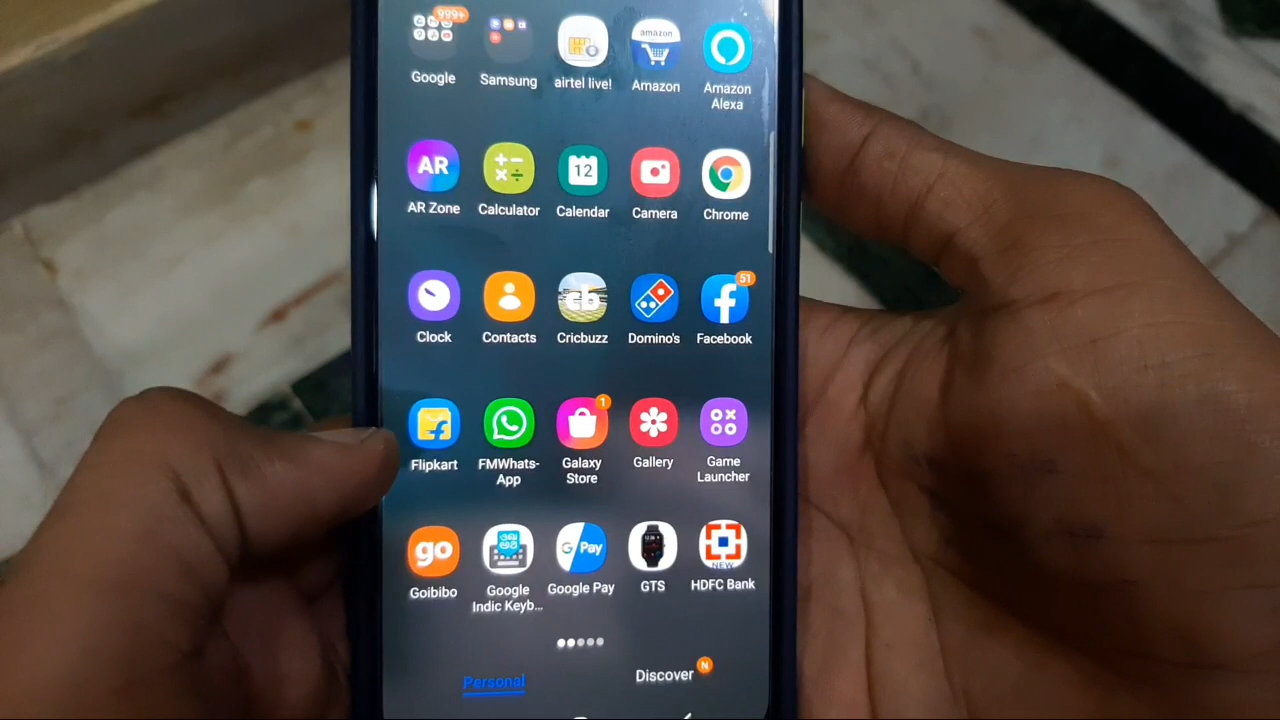 999+
Google
Samsung
airtel live!
amazon
Amazon
Amazon
Alexa
AR
AR Zone
Calculator
12
Calendar
Camera
Chrome
Clock
Contacts
cb
Cricbuzz
Domino's
51
f
Facebook
f
Flipkart
FMWhats-
App
1
Galaxy
Store
Gallery
Game
Launcher
go
Goibibo
Google
Indic Keyb...
G Pay
Google Pay
GTS
NEW
HDFC Bank
Personal
Discover
N